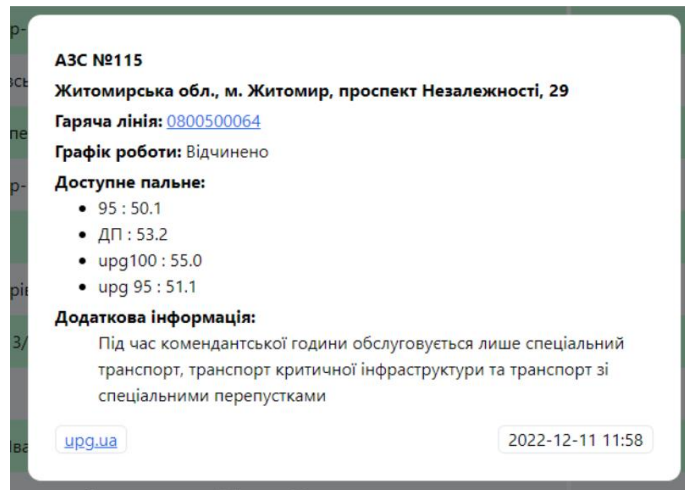 АЗС №115
Житомирська обл., м. Житомир, проспект Незалежності, 29
Гаряча лінія: 0800500064
Графік роботи: Відчинено
Доступне пальне:
• 95 : 50.1
• ДП : 53.2
• upg100 : 55.0
• upg 95 : 51.1
Додаткова інформація:
Під час комендантської години обслуговується лише спеціальний
транспорт, транспорт критичної інфраструктури та транспорт зі
спеціальними перепустками
upg.ua
2022-12-11 11:58